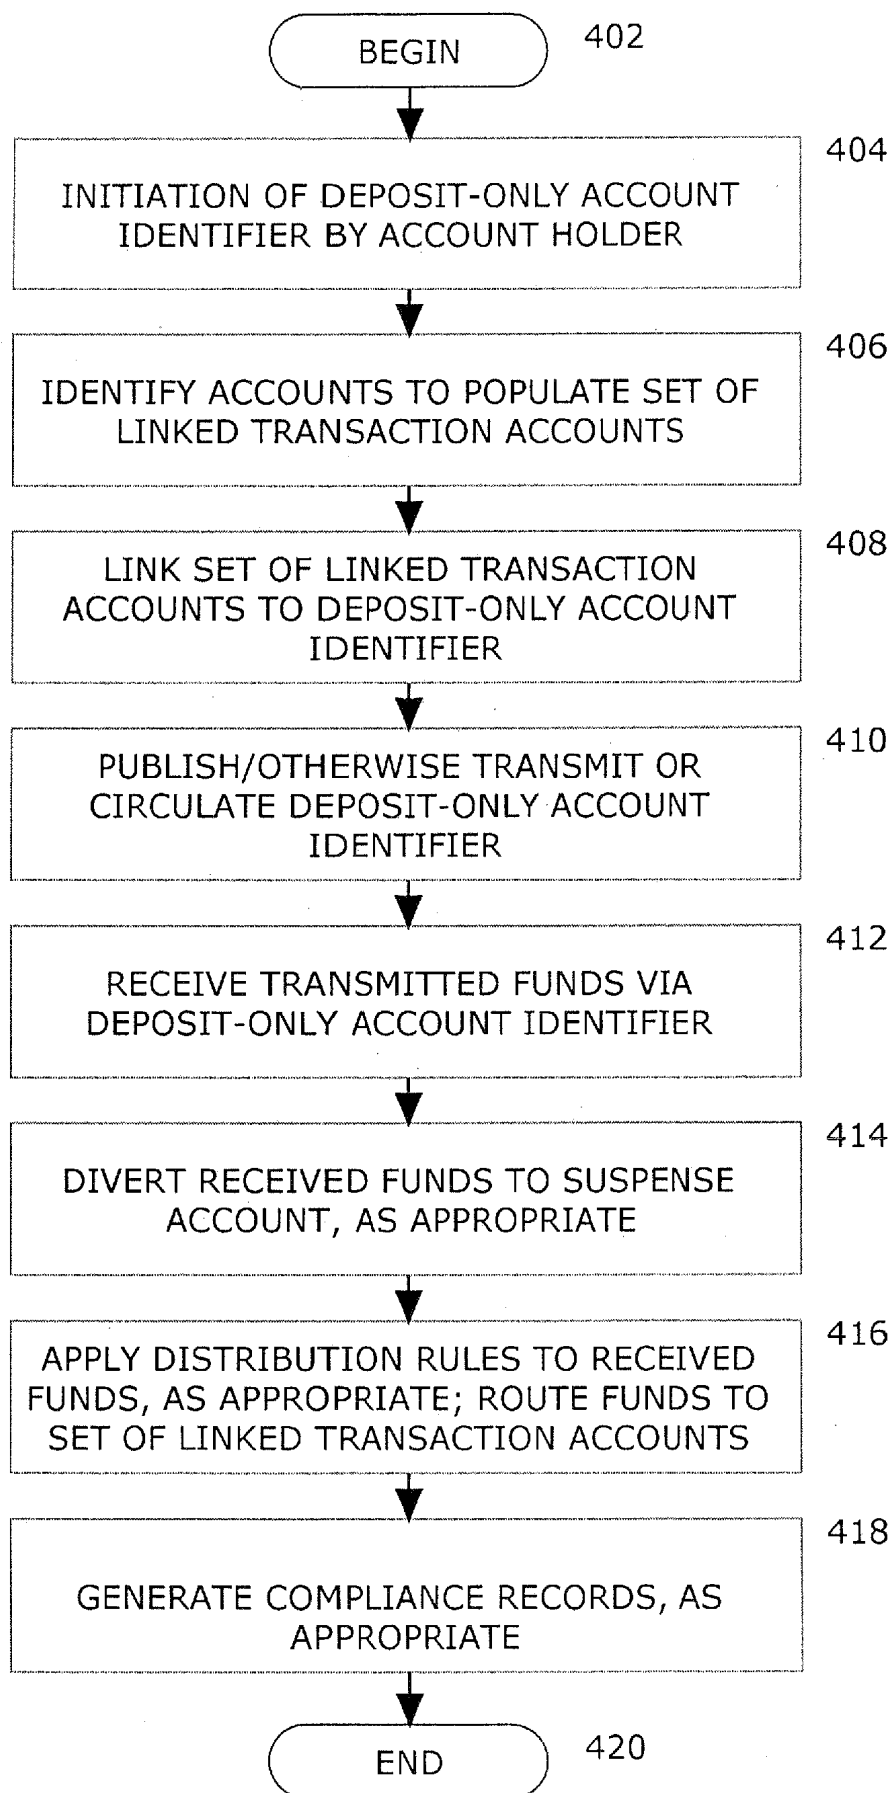 BEGIN
402
404
INITIATION OF DEPOSIT-ONLY ACCOUNT
IDENTIFIER BY ACCOUNT HOLDER
406
IDENTIFY ACCOUNTS TO POPULATE SET OF
LINKED TRANSACTION ACCOUNTS
408
LINK SET OF LINKED TRANSACTION
ACCOUNTS TO DEPOSIT-ONLY ACCOUNT
IDENTIFIER
410
PUBLISH/OTHERWISE TRANSMIT OR
CIRCULATE DEPOSIT-ONLY ACCOUNT
IDENTIFIER
412
RECEIVE TRANSMITTED FUNDS VIA
DEPOSIT-ONLY ACCOUNT IDENTIFIER
414
DIVERT RECEIVED FUNDS TO SUSPENSE
ACCOUNT, AS APPROPRIATE
416
APPLY DISTRIBUTION RULES TO RECEIVED
FUNDS, AS APPROPRIATE; ROUTE FUNDS TO
SET OF LINKED TRANSACTION ACCOUNTS
418
GENERATE COMPLIANCE RECORDS, AS
APPROPRIATE
END
420